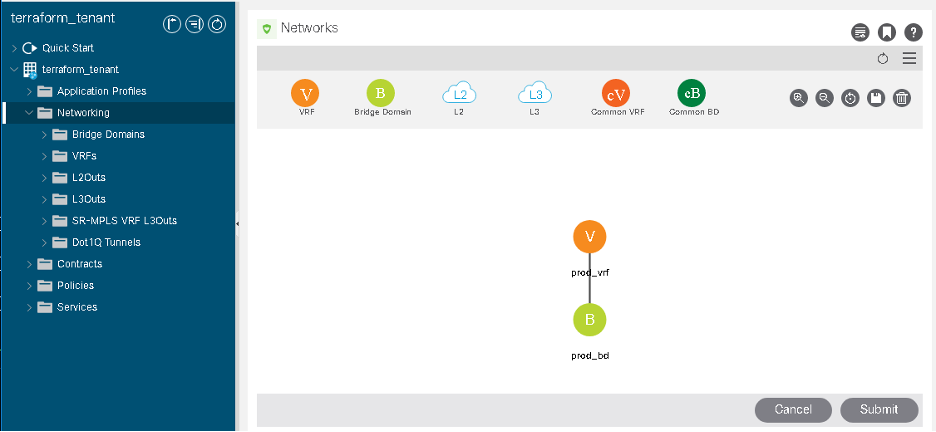 terraform_tenant
Quick Start
terraform_tenant
Application Profiles
Networking
Bridge Domains
VRFs
L2Outs
L3Outs
SR-MPLS VRF L3Outs
Dot1Q Tunnels
Contracts
Policies
Services
Networks
?
V B L2 L3 cV cB
VRF Bridge Domain L2 L3 Common VRF Common BD
V
prod_vrf
B
prod_bd
Cancel Submit